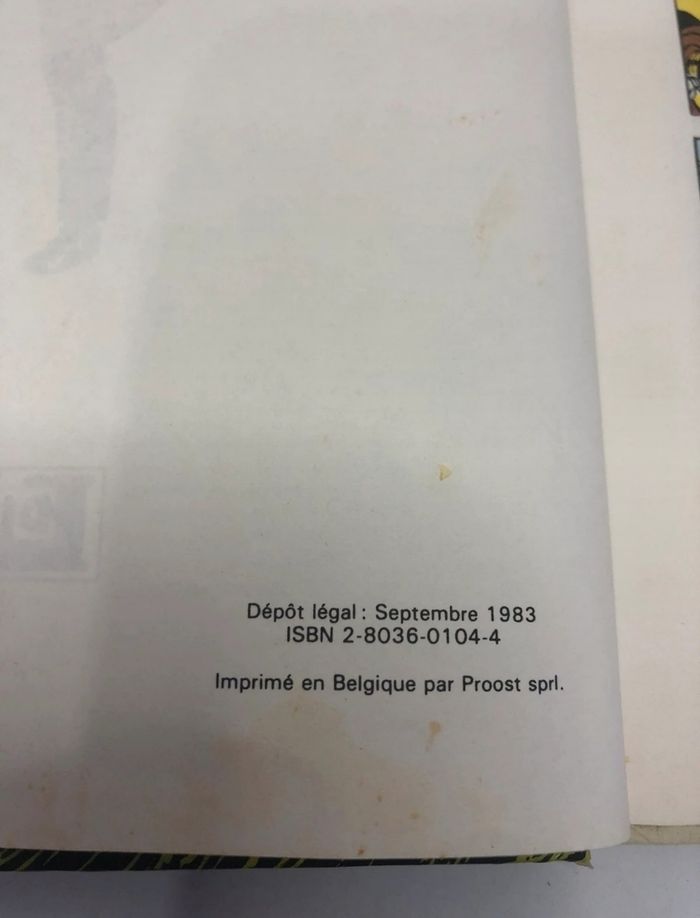 Dépôt légal : Septembre 1983
ISBN 2-8036-0104-4
Imprimé en Belgique par Proost sprl.